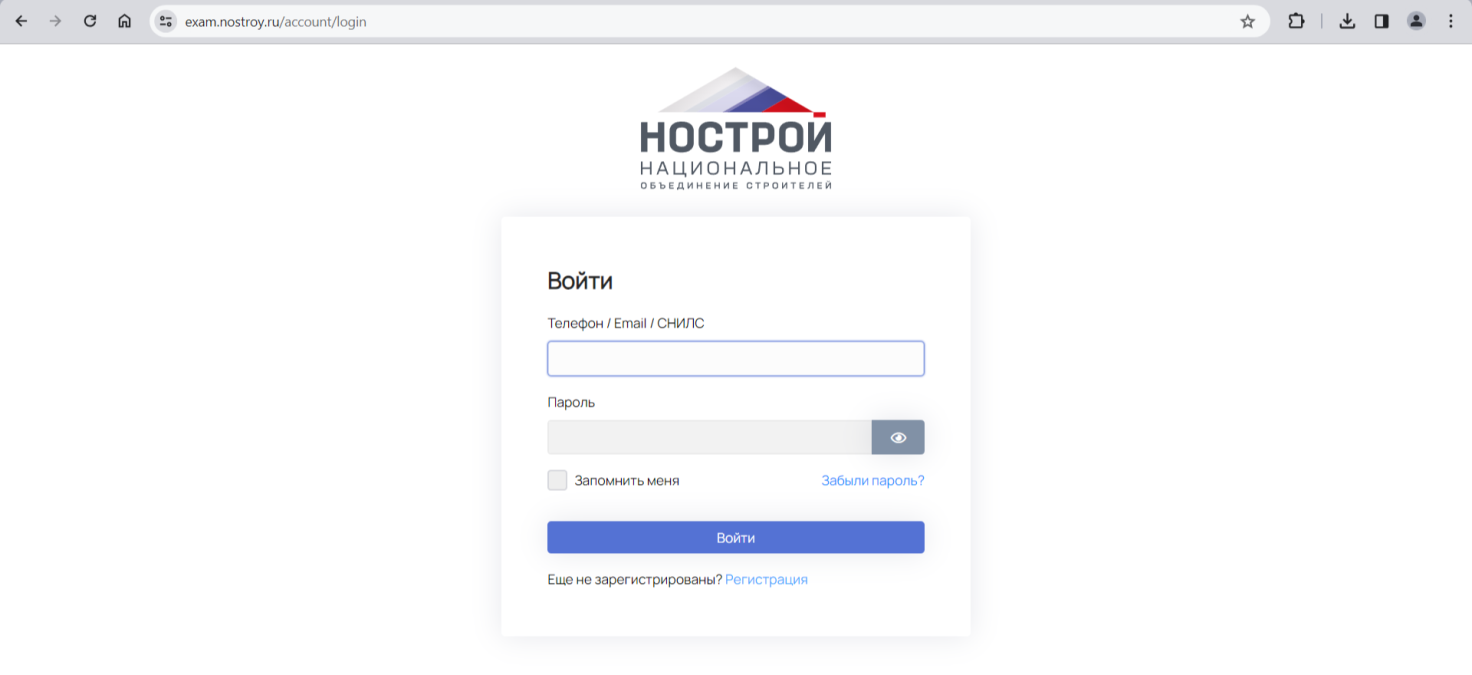 exam.nostroy.ru/account/login
НОСТРОЙ
НАЦИОНАЛЬНОЕ
ОБЪЕДИНЕНИЕ СТРОИТЕЛЕЙ
Войти
Телефон / Email / СНИЛС
Пароль
Запомнить меня Забыли пароль?
Войти
Еще не зарегистрированы? Регистрация